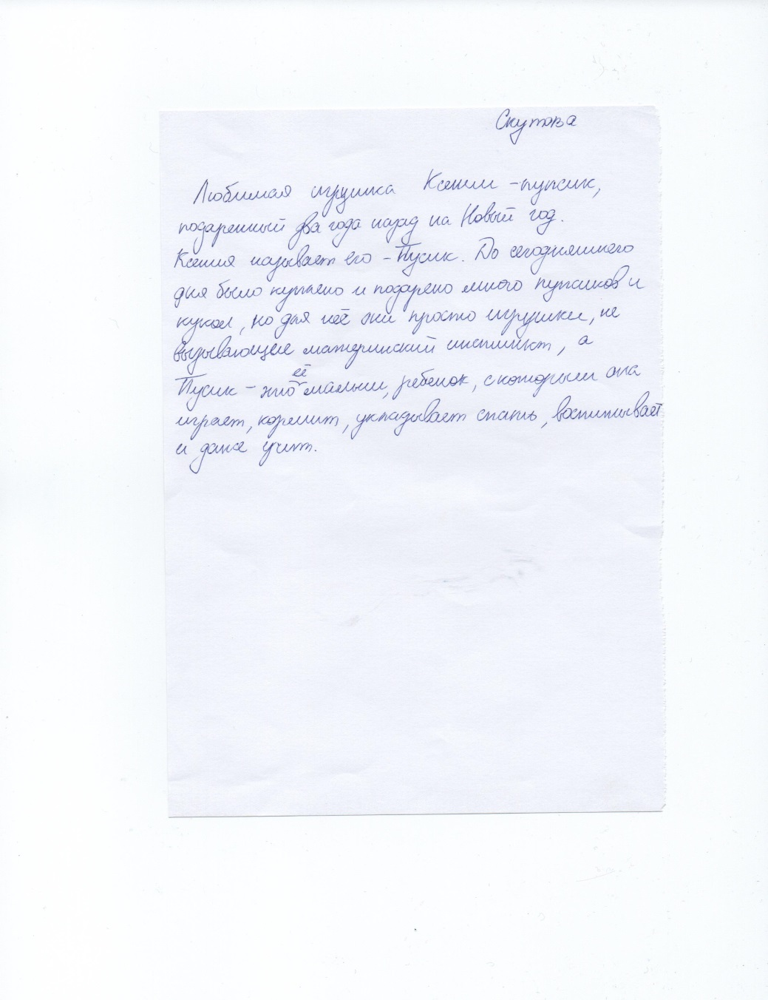 Скутова
Любимая игрушка Ксении - пупсик,
подаренный два года назад на Новый год.
Ксения называет его - Пусик. До сегодняшнего
дня было куплено и подарено много пупсиков и
кукол, но для неё они просто игрушки, не
вызывающие материнский инстинкт, а
её
Пусик - это малыш, ребенок, с которым она
играет, кормит, укладывает спать, воспитывает
и даже учит.